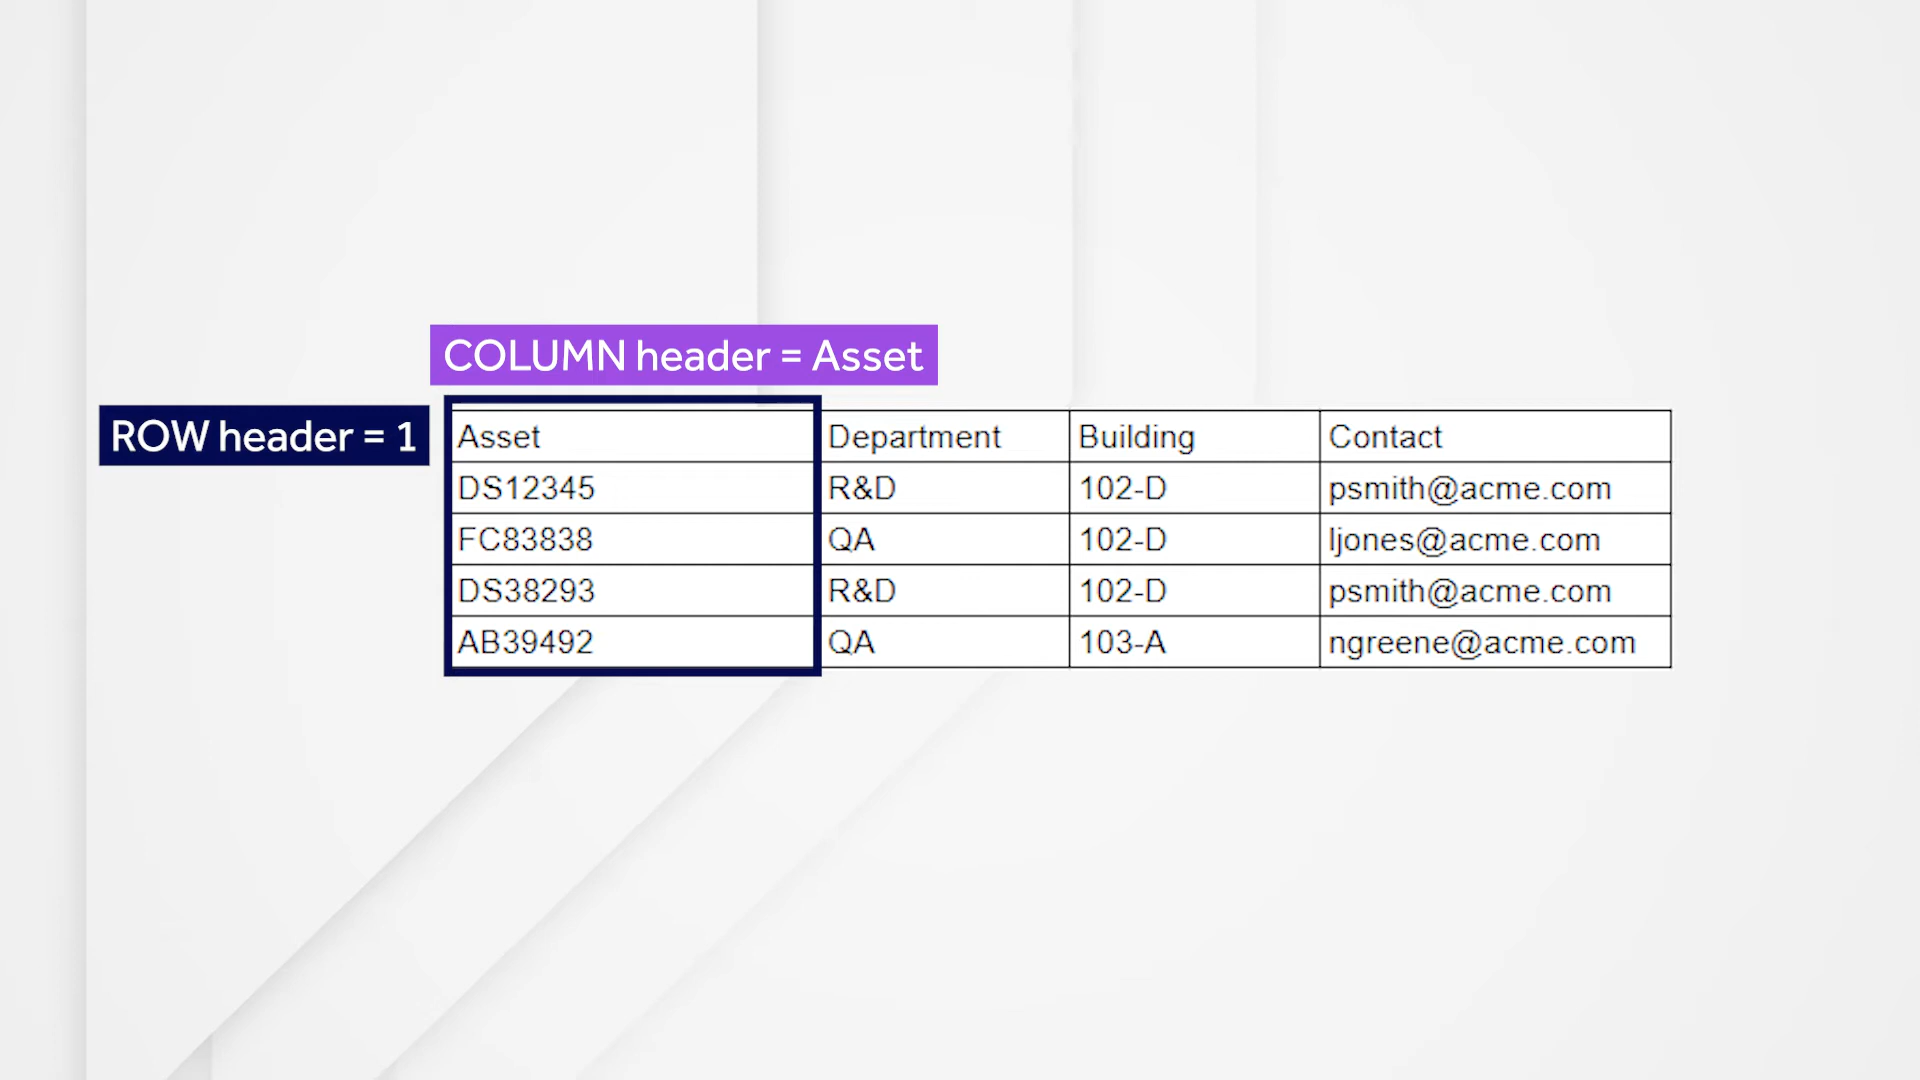 COLUMN header = Asset
ROW header = 1
Asset Department Building Contact
DS12345 R&D 102-D psmith@acme.com
FC83838 QA 102-D ljones@acme.com
DS38293 R&D 102-D psmith@acme.com
AB39492 QA 103-A ngreene@acme.com